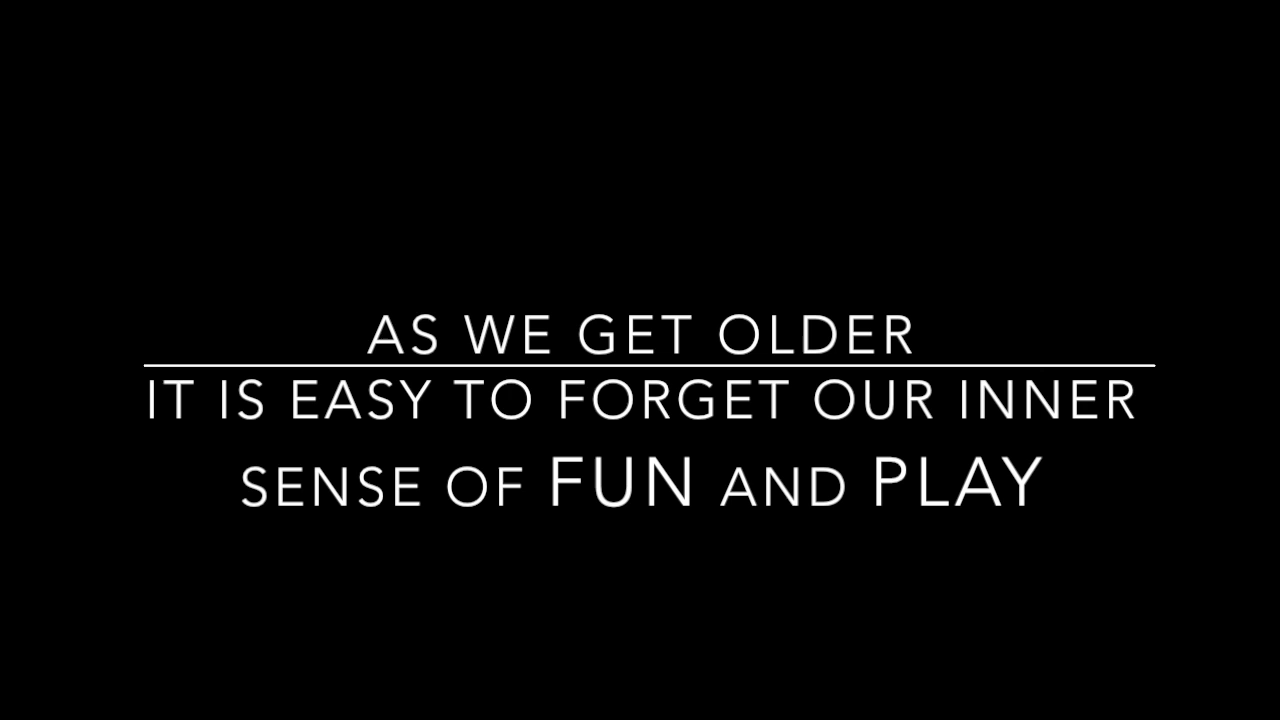 AS WE GET OLDER
IT IS EASY TO FORGET OUR INNER
SENSE OF FUN AND PLAY